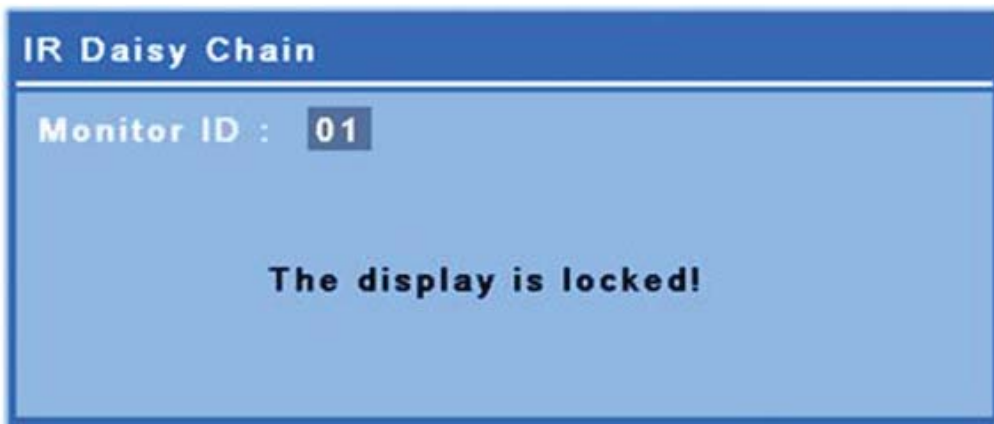 IR Daisy Chain
Monitor ID : 01
The display is locked!